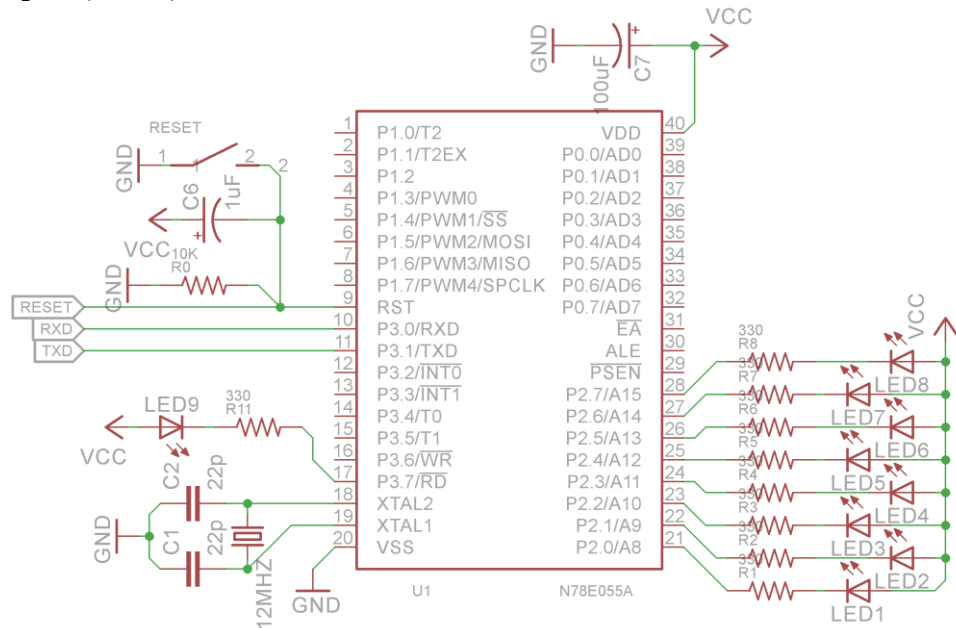 VCC
GND
100uF
C7
RESET
GND
1
1
2
2
C6
1uF
VCC
10K
R0
GND
RESET
RXD
TXD
1 P1.0/T2
2 P1.1/T2EX
3 P1.2
4 P1.3/PWM0
5 P1.4/PWM1/SS
6 P1.5/PWM2/MOSI
7 P1.6/PWM3/MISO
8 P1.7/PWM4/SPCLK
9 RST
10 P3.0/RXD
11 P3.1/TXD
12 P3.2/INT0
13 P3.3/INT1
14 P3.4/T0
15 P3.5/T1
16 P3.6/WR
17 P3.7/RD
18 XTAL2
19 XTAL1
20 VSS
VDD 40
P0.0/AD0 39
P0.1/AD1 38
P0.2/AD2 37
P0.3/AD3 36
P0.4/AD4 35
P0.5/AD5 34
P0.6/AD6 33
P0.7/AD7 32
EA 31
ALE 30
PSEN 29
P2.7/A15 28
P2.6/A14 27
P2.5/A13 26
P2.4/A12 25
P2.3/A11 24
P2.2/A10 23
P2.1/A9 22
P2.0/A8 21
U1
N78E055A
LED9
330
R11
VCC
C2
22p
GND
C1
22p
12MHZ
GND
VCC
330
R8
330
R7
330
R6
330
R5
330
R4
330
R3
330
R2
330
R1
LED8
LED7
LED6
LED5
LED4
LED3
LED2
LED1